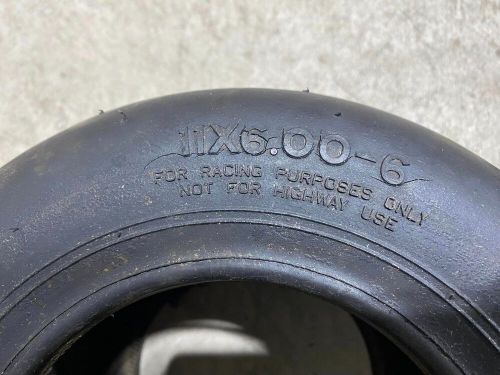 11X6.00-6
FOR RACING PURPOSES ONLY
NOT FOR HIGHWAY USE